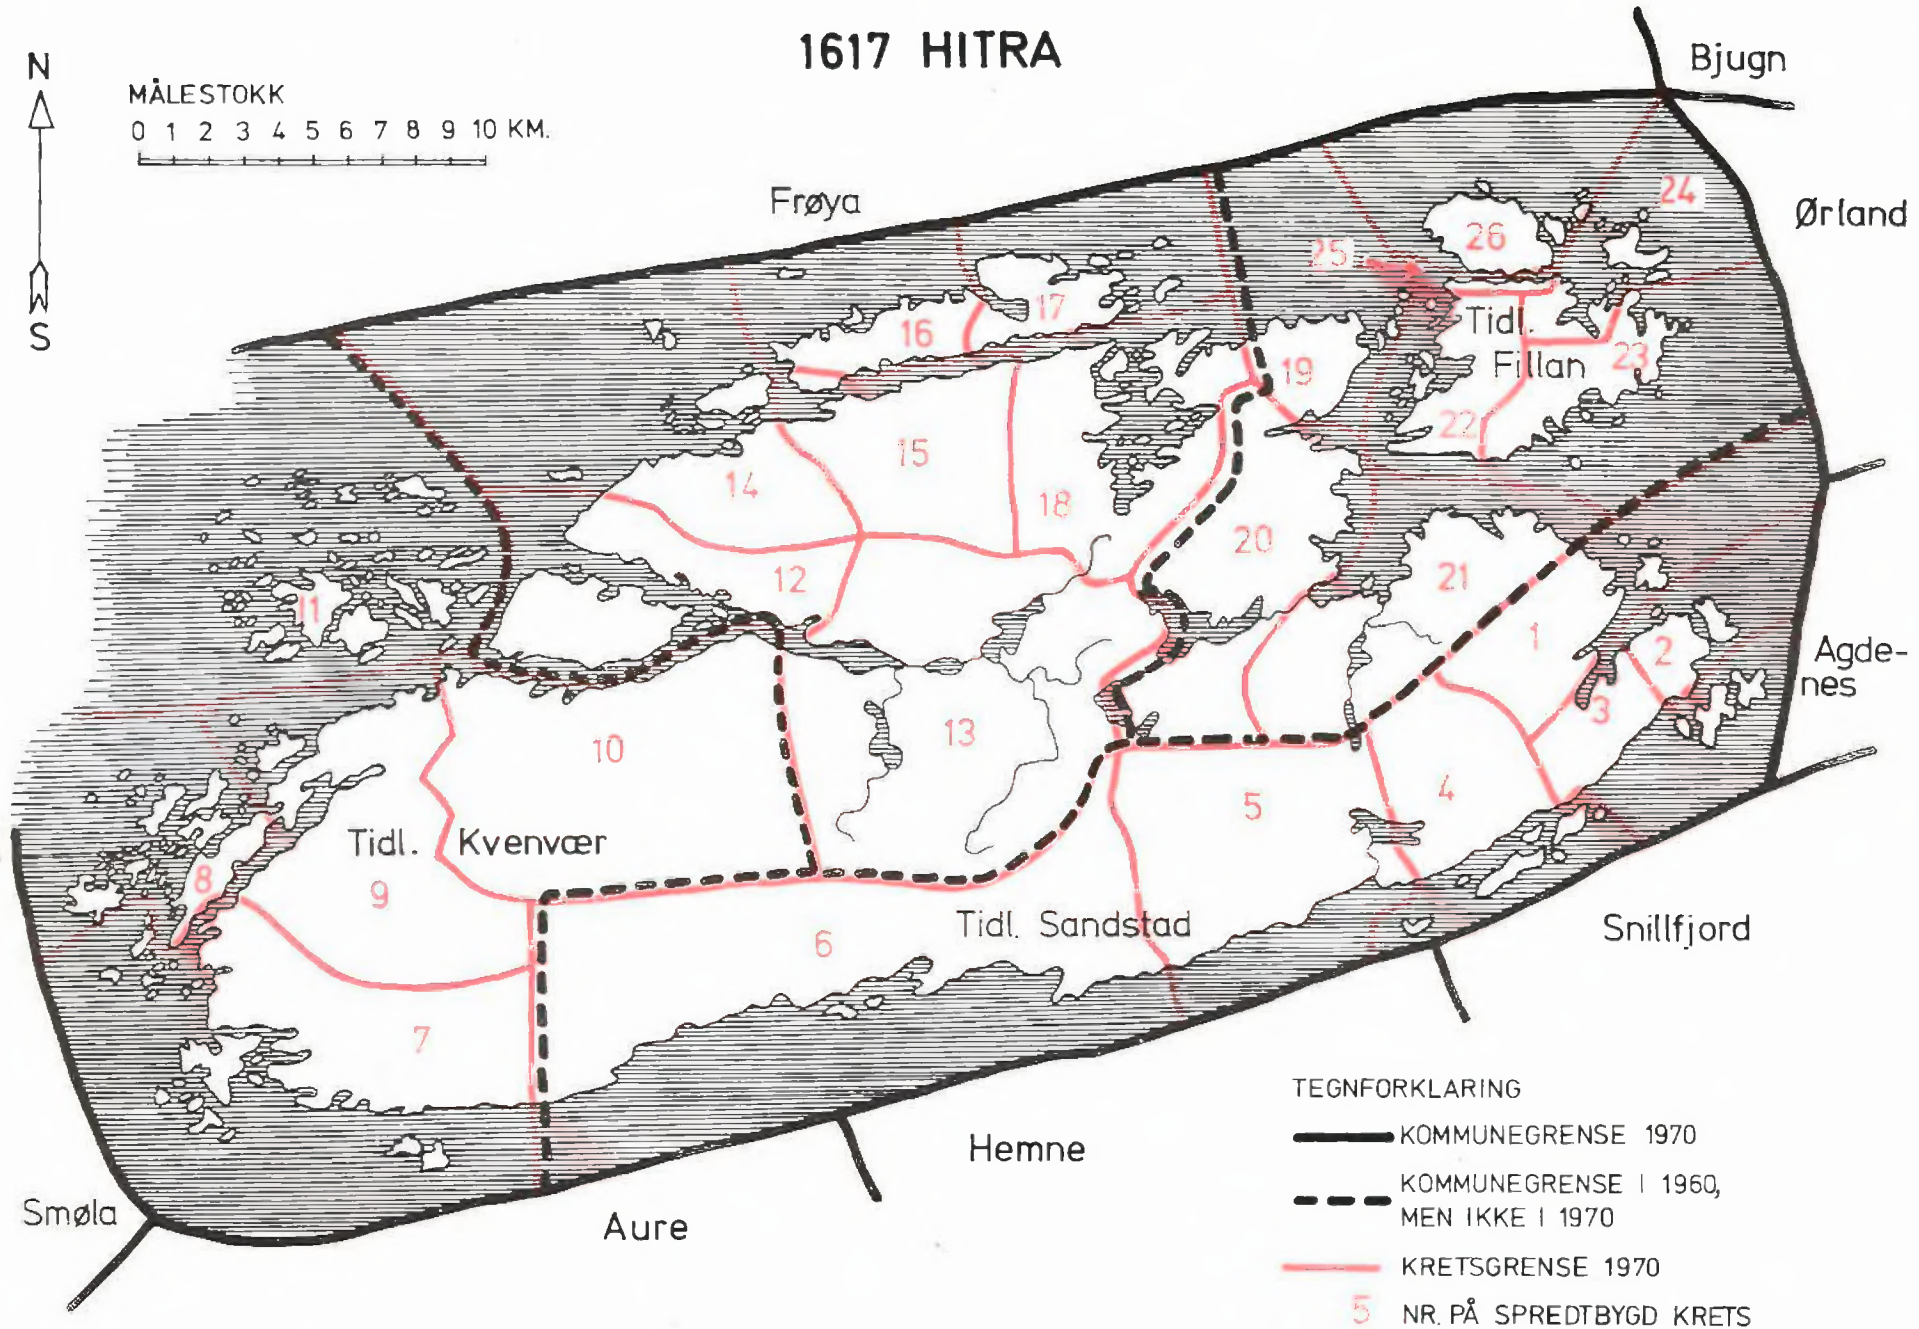 1617 HITRA
N
S
MÅLESTOKK
0 1 2 3 4 5 6 7 8 9 10 KM.
Bjugn
Frøya
Ørland
24
26
25
17
16
Tidl.
Fillan
19
23
22
15
14
18
20
12
21
11
1
2
Agde-
nes
3
13
10
5
4
Tidl. Kvenvær
8
9
Tidl. Sandstad
6
Snillfjord
7
Hemne
Smøla
Aure
TEGNFORKLARING
KOMMUNEGRENSE 1970
KOMMUNEGRENSE I 1960,
MEN IKKE I 1970
KRETSGRENSE 1970
5 NR. PÅ SPREDTBYGD KRETS